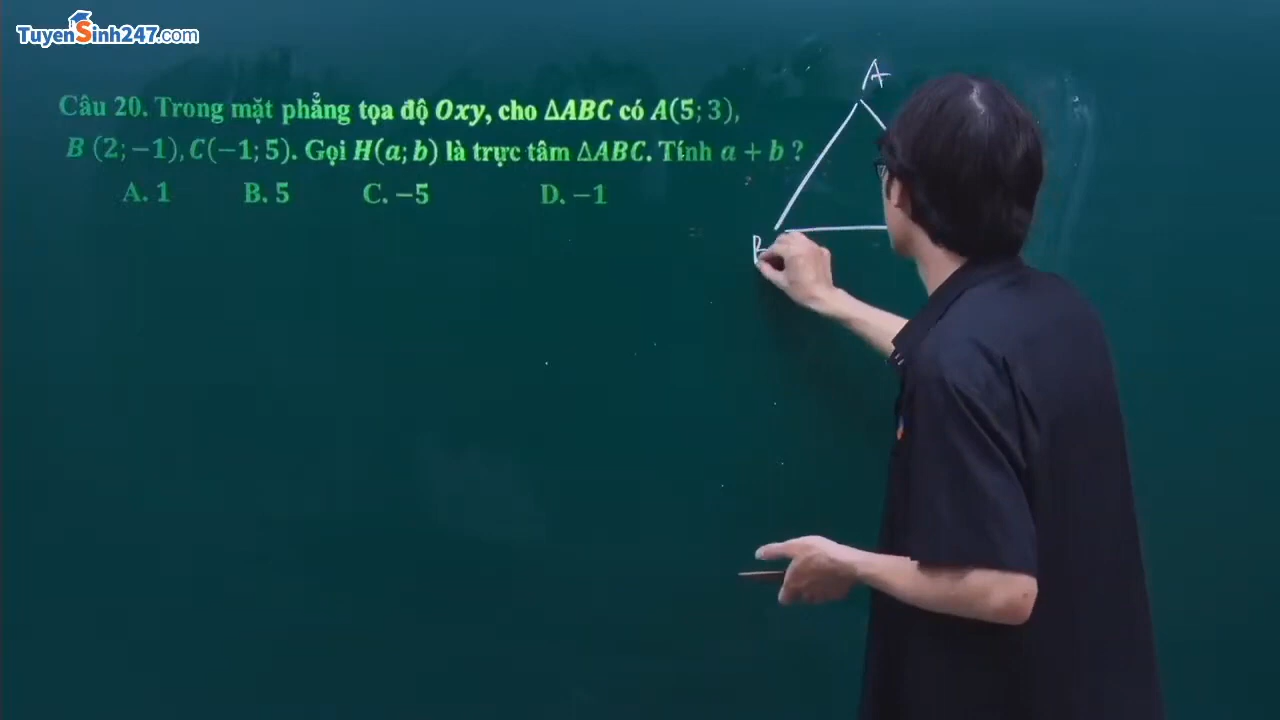 TuyenSinh247.com
Câu 20. Trong mặt phẳng tọa độ Oxy, cho ΔABC có A(5; 3),
B (2; −1), C(−1; 5). Gọi H(a; b) là trực tâm ΔABC. Tính a + b ?
A. 1 B. 5 C. −5 D. −1
A
B